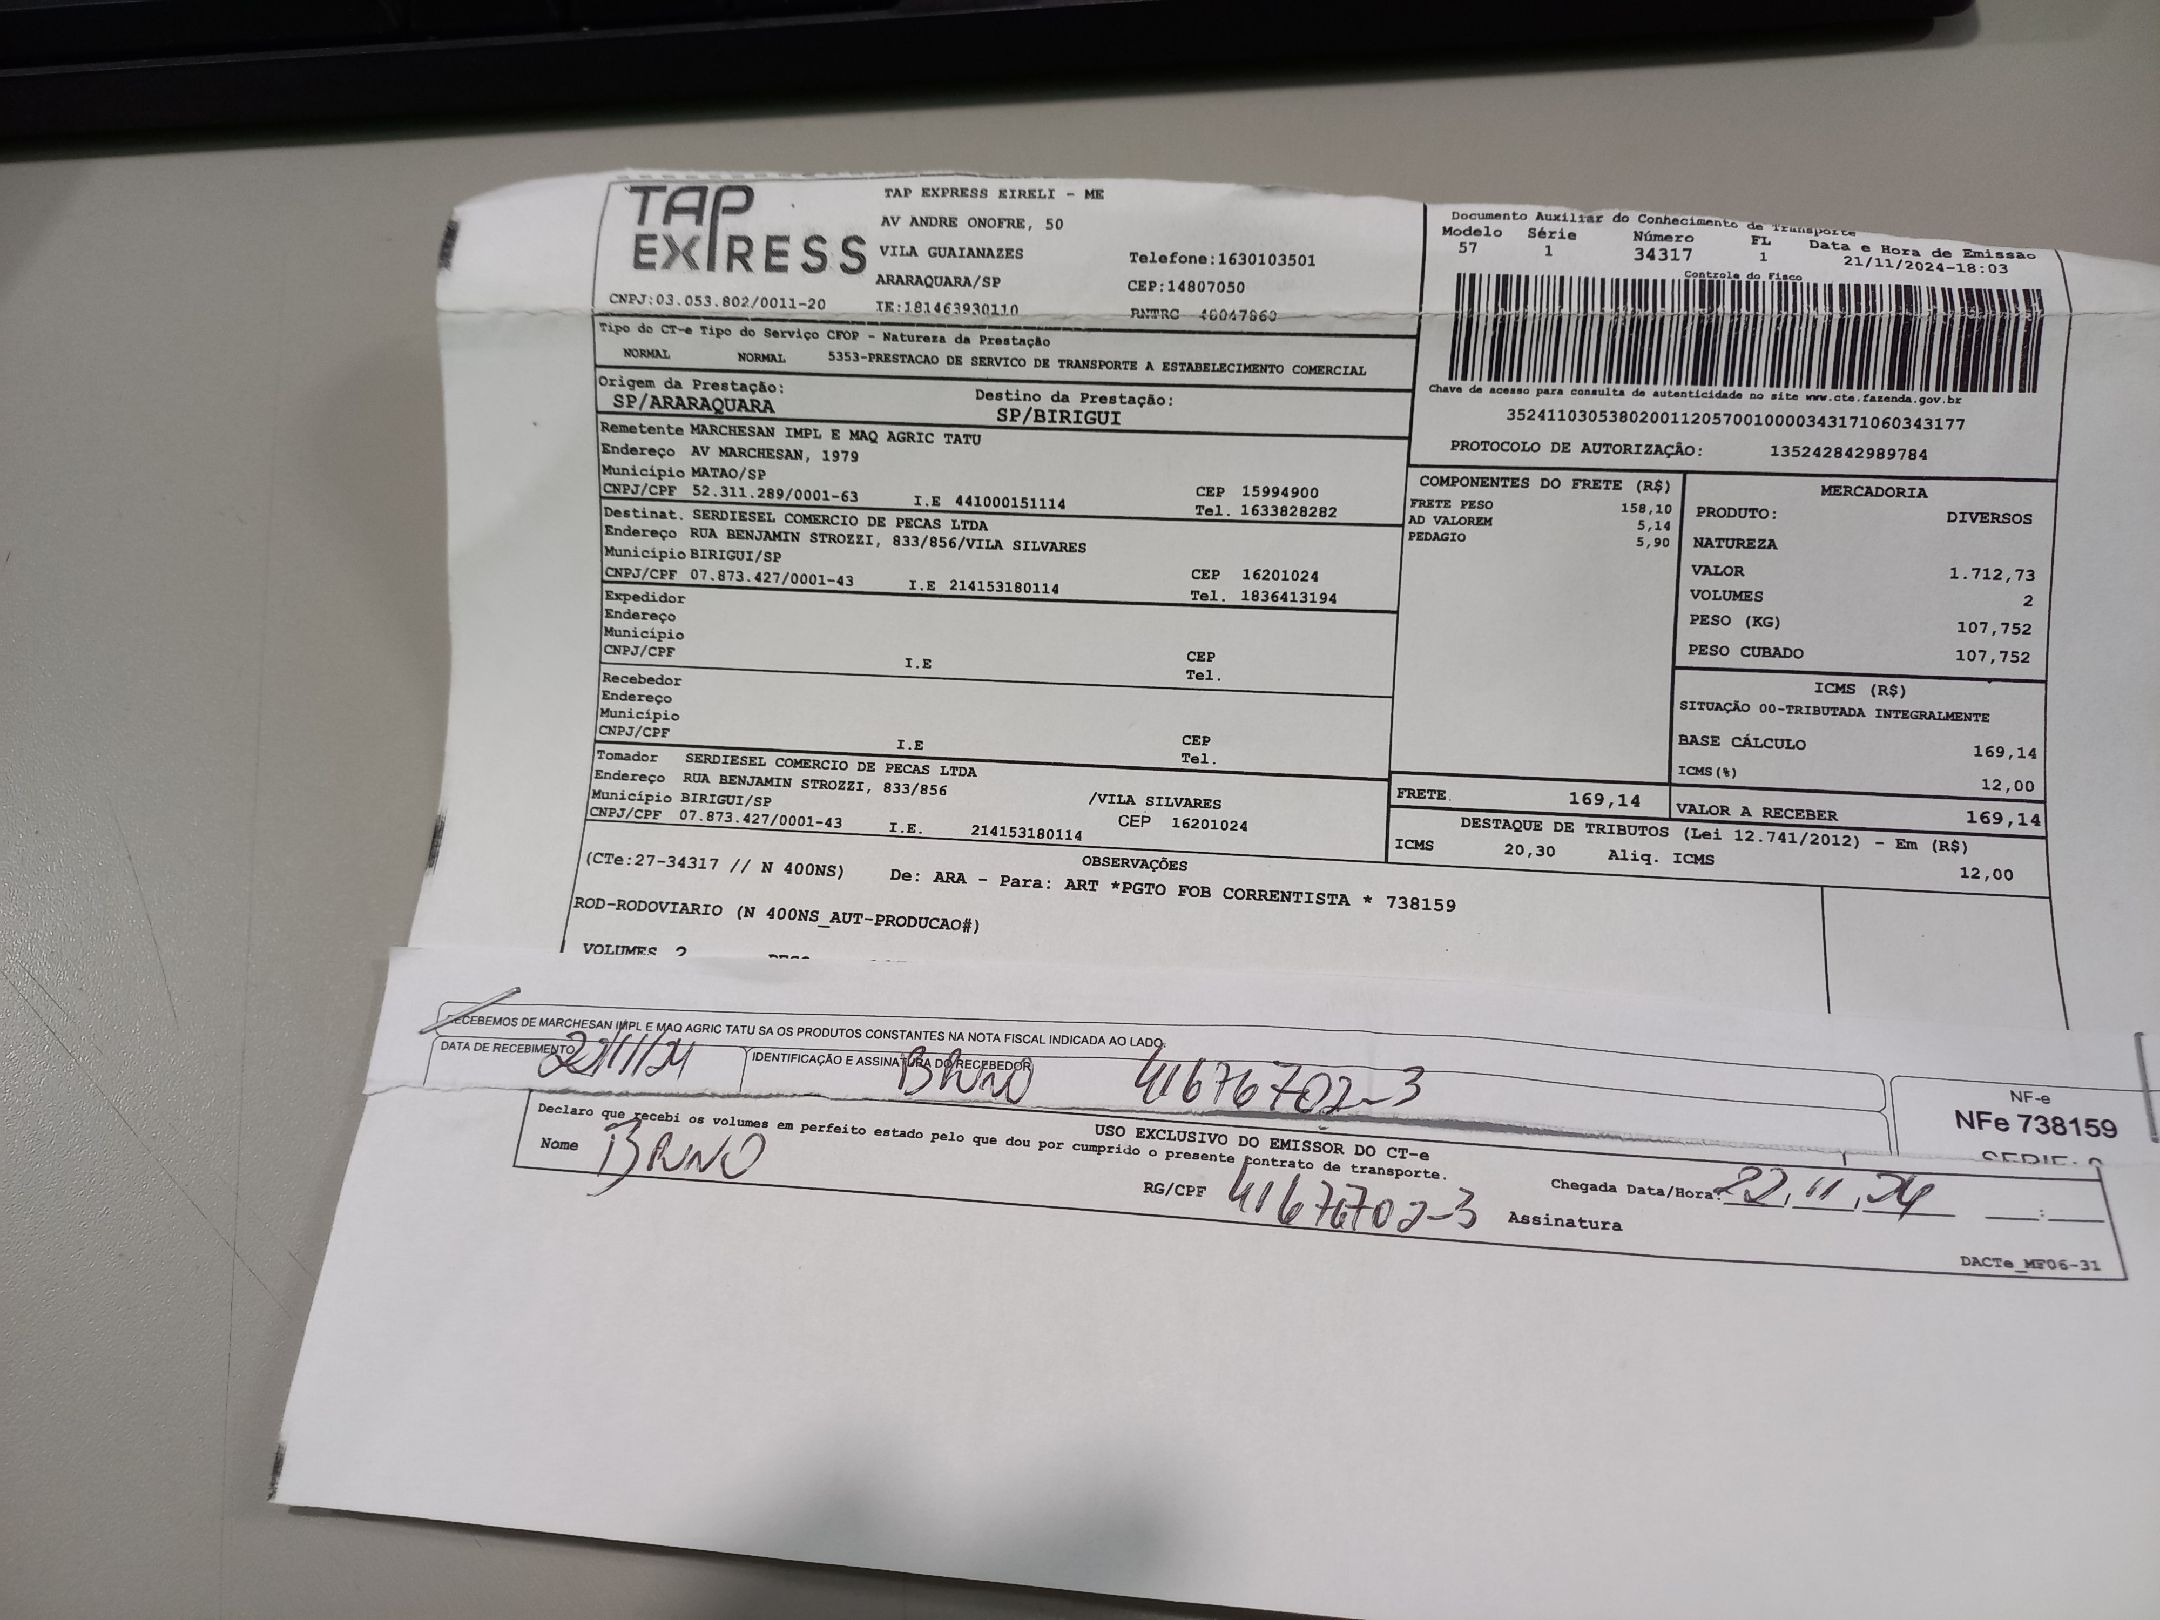 TAP EXPRESS
TAP EXPRESS EIRELI - ME
AV ANDRE ONOFRE, 50
VILA GUAIANAZES
Telefone:1630103501
ARARAQUARA/SP
CEP:14807050
CNPJ:03.053.802/0011-20
IE:181463930110
RNTRC 48047860
Documento Auxiliar do Conhecimento de Transporte
Modelo Série Número FL Data e Hora de Emissão
57 1 34317 1 21/11/2024-18:03
Controle do Fisco
Chave de acesso para consulta de autenticidade no site www.cte.fazenda.gov.br
35241103053802001120570010000343171060343177
PROTOCOLO DE AUTORIZAÇÃO: 135242842989784
Tipo do CT-e Tipo do Serviço CFOP - Natureza da Prestação
NORMAL NORMAL 5353-PRESTACAO DE SERVICO DE TRANSPORTE A ESTABELECIMENTO COMERCIAL
Origem da Prestação: Destino da Prestação:
SP/ARARAQUARA SP/BIRIGUI
Remetente MARCHESAN IMPL E MAQ AGRIC TATU
Endereço AV MARCHESAN, 1979
Município MATAO/SP CEP 15994900
CNPJ/CPF 52.311.289/0001-63 I.E 441000151114 Tel. 1633828282
Destinat. SERDIESEL COMERCIO DE PECAS LTDA
Endereço RUA BENJAMIN STROZZI, 833/856/VILA SILVARES
Município BIRIGUI/SP CEP 16201024
CNPJ/CPF 07.873.427/0001-43 I.E 214153180114 Tel. 1836413194
Expedidor
Endereço
Município CEP
CNPJ/CPF I.E Tel.
Recebedor
Endereço
Município CEP
CNPJ/CPF I.E Tel.
Tomador SERDIESEL COMERCIO DE PECAS LTDA
Endereço RUA BENJAMIN STROZZI, 833/856 /VILA SILVARES
Município BIRIGUI/SP CEP 16201024
CNPJ/CPF 07.873.427/0001-43 I.E. 214153180114
COMPONENTES DO FRETE (R$)
FRETE PESO 158,10
AD VALOREM 5,14
PEDAGIO 5,90
MERCADORIA
PRODUTO: DIVERSOS
NATUREZA
VALOR 1.712,73
VOLUMES 2
PESO (KG) 107,752
PESO CUBADO 107,752
ICMS (R$)
SITUAÇÃO 00-TRIBUTADA INTEGRALMENTE
BASE CÁLCULO 169,14
ICMS(%) 12,00
FRETE 169,14 VALOR A RECEBER 169,14
DESTAQUE DE TRIBUTOS (Lei 12.741/2012) - Em (R$)
ICMS 20,30 Aliq. ICMS 12,00
OBSERVAÇÕES
(CTe:27-34317 // N 400NS) De: ARA - Para: ART *PGTO FOB CORRENTISTA * 738159
ROD-RODOVIARIO (N 400NS_AUT-PRODUCAO#)
VOLUMES 2
RECEBEMOS DE MARCHESAN IMPL E MAQ AGRIC TATU SA OS PRODUTOS CONSTANTES NA NOTA FISCAL INDICADA AO LADO.
DATA DE RECEBIMENTO IDENTIFICAÇÃO E ASSINATURA DO RECEBEDOR
22/11/24 BRUNO 41676702-3
NF-e
NFe 738159
USO EXCLUSIVO DO EMISSOR DO CT-e
Declaro que recebi os volumes em perfeito estado pelo que dou por cumprido o presente contrato de transporte.
Nome BRUNO RG/CPF 41676702-3 Assinatura Chegada Data/Hora: 22,11,24 __:__
DACTe_MF06-31